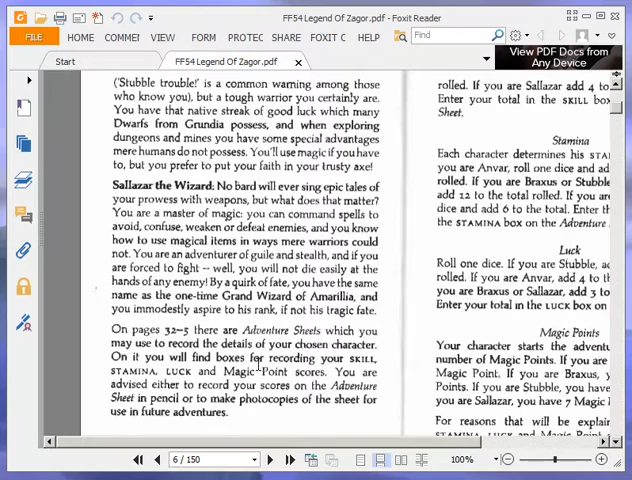 FF54 Legend Of Zagor.pdf - Foxit Reader
FILE HOME COMMEI VIEW FORM PROTEC SHARE FOXIT C Find
Start FF54 Legend Of Zagor.pdf
View PDF Docs from
Any Device
('Stubble trouble!' is a common warning among those
who know you), but a tough warrior you certainly are.
You have that native streak of good luck which many
Dwarfs from Grundia possess, and when exploring
dungeons and mines you have some special advantages
mere humans do not possess. You'll use magic if you have
to, but you prefer to put your faith in your trusty axe!
Sallazar the Wizard: No bard will ever sing epic tales of
your prowess with weapons, but what does that matter?
You are a master of magic: you can command spells to
avoid, confuse, weaken or defeat enemies, and you know
how to use magical items in ways mere warriors could
not. You are an adventurer of guile and stealth, and if you
are forced to fight – well, you will not die easily at the
hands of any enemy! By a quirk of fate, you have the same
name as the one-time Grand Wizard of Amarillia, and
you immodestly aspire to his rank, if not his tragic fate.
On pages 32–5 there are Adventure Sheets which you
may use to record the details of your chosen character.
On it you will find boxes for recording your SKILL,
STAMINA, LUCK and Magic Point scores. You are
advised either to record your scores on the Adventure
Sheet in pencil or to make photocopies of the sheet for
use in future adventures.
rolled. If you are Sallazar add 4 to
Enter your total in the SKILL box
Sheet.
Stamina
Each character determines his STA
you are Anvar, roll one dice and ad
rolled. If you are Braxus or Stubble
add 12 to the total rolled. If you are
dice and add 6 to the total. Enter th
the STAMINA box on the Adventure
Luck
Roll one dice. If you are Stubble, ac
rolled. If you are Anvar, add 4 to t
you are Braxus or Sallazar, add 3 to
Enter your total in the LUCK box on
Magic Points
Your character starts the adventu
number of Magic Points. If you are
Magic Point. If you are Braxus, y
Points. If you are Stubble, you have
you are Sallazar, you have 7 Magic
For reasons that will be explain
6 / 150 100%